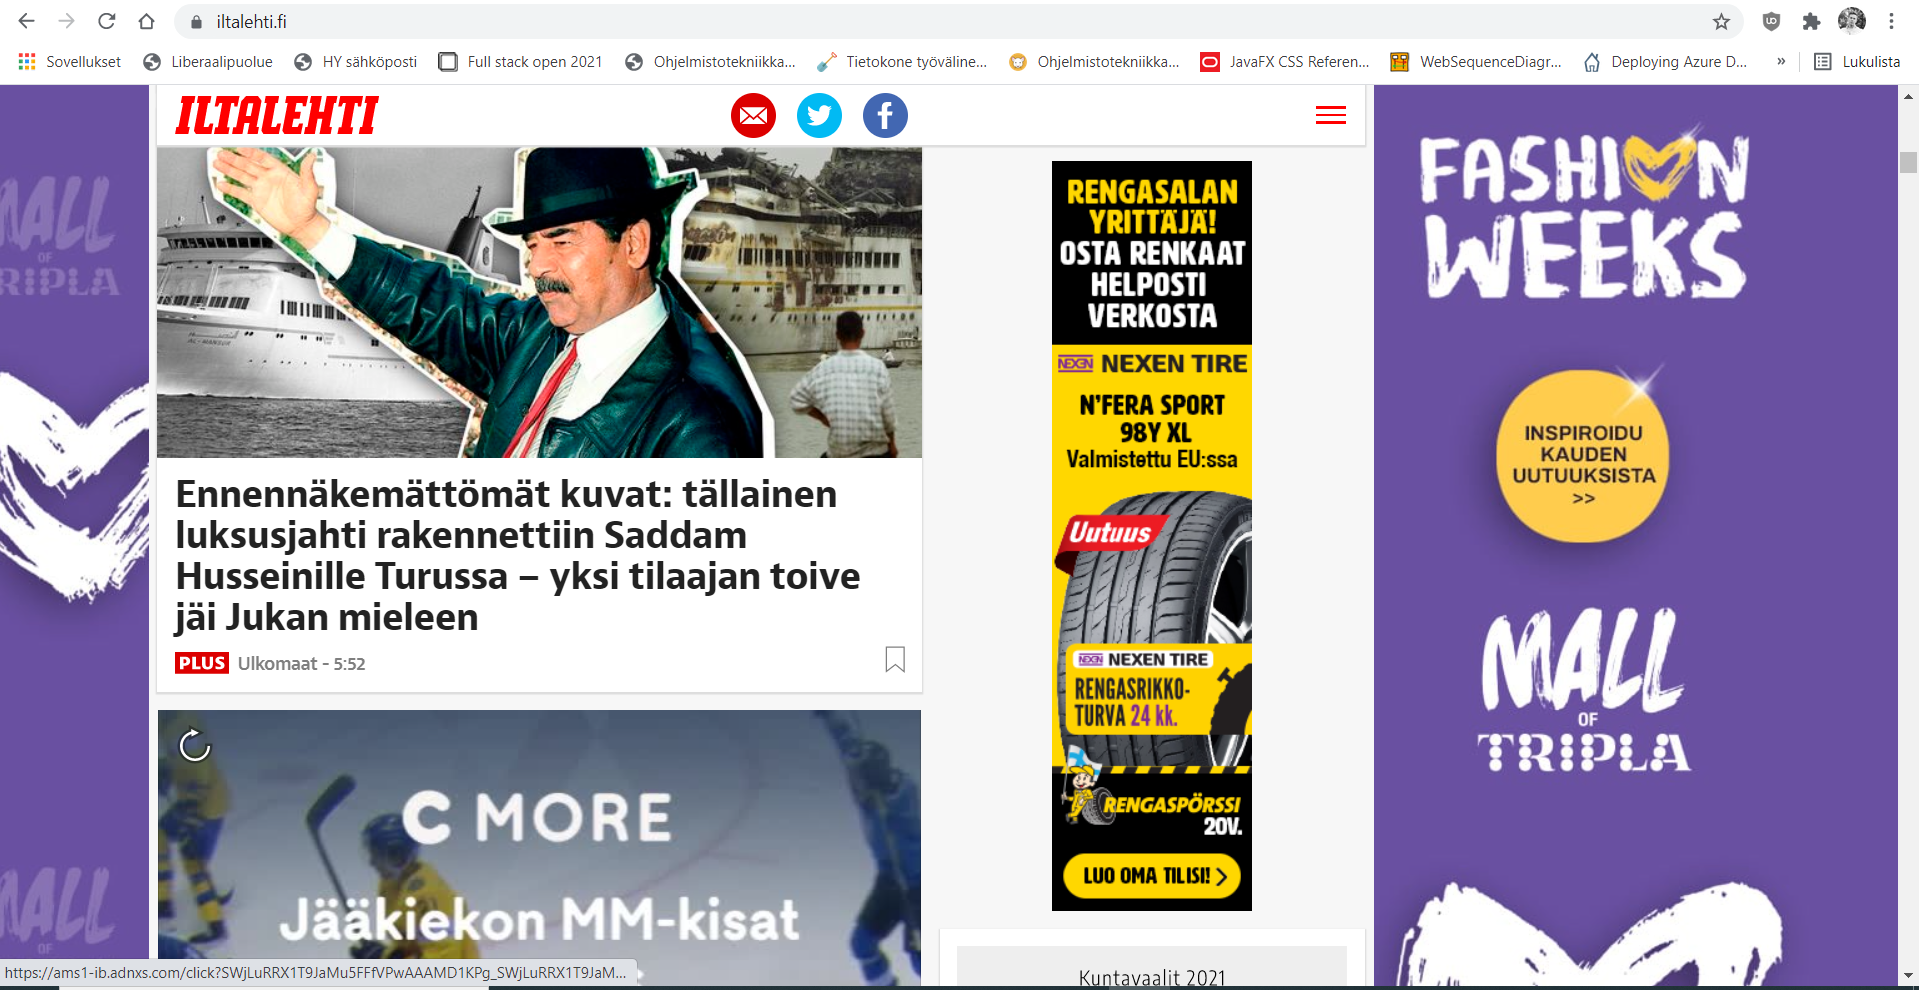 iltalehti.fi
Sovellukset
Liberaalipuolue
HY sähköposti
Full stack open 2021
Ohjelmistotekniikka...
Tietokone työväline...
Ohjelmistotekniikka...
JavaFX CSS Referen...
WebSequenceDiagr...
Deploying Azure D...
»
Lukulista
ILTALEHTI
AL-MANSUR
Ennennäkemättömät kuvat: tällainen
luksusjahti rakennettiin Saddam
Husseinille Turussa – yksi tilaajan toive
jäi Jukan mieleen
PLUS Ulkomaat - 5:52
C MORE
Jääkiekon MM-kisat
RENGASALAN
YRITTÄJÄ!
OSTA RENKAAT
HELPOSTI
VERKOSTA
NEXEN NEXEN TIRE
N'FERA SPORT
98Y XL
Valmistettu EU:ssa
Uutuus
NEXEN NEXEN TIRE
RENGASRIKKO-
TURVA 24 kk.
RENGASPÖRSSI
20V.
LUO OMA TILISI! >
Kuntavaalit 2021
FASHION
WEEKS
INSPIROIDU
KAUDEN
UUTUUKSISTA
>>
MALL
OF
TRIPLA
MALL
OF
TRIPLA
MALL
OF
https://ams1-ib.adnxs.com/click?SWjLuRRX1T9JaMu5FFfVPwAAAMD1KPg_SWjLuRRX1T9JaM...